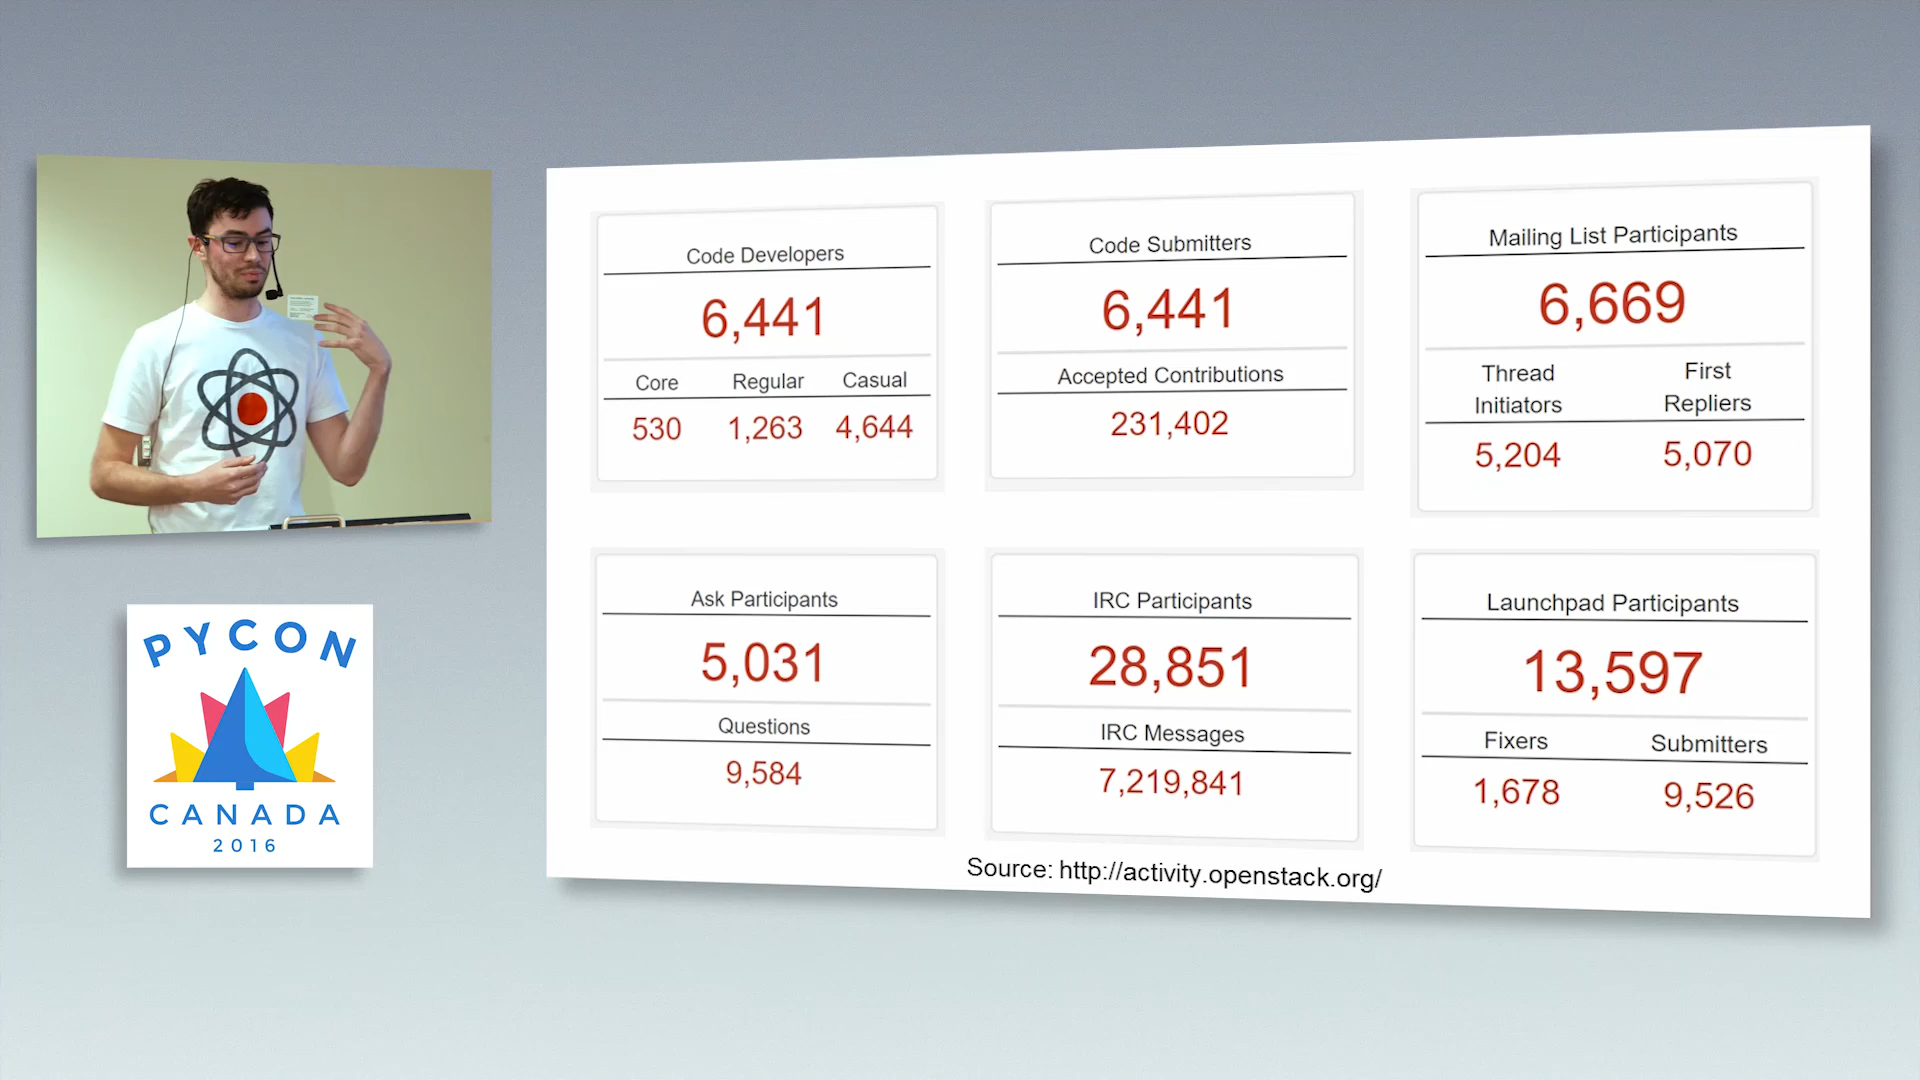 Code Developers
6,441
Core Regular Casual
530 1,263 4,644
Code Submitters
6,441
Accepted Contributions
231,402
Mailing List Participants
6,669
Thread Initiators
First Repliers
5,204 5,070
Ask Participants
5,031
Questions
9,584
IRC Participants
28,851
IRC Messages
7,219,841
Launchpad Participants
13,597
Fixers Submitters
1,678 9,526
Source: http://activity.openstack.org/
PYCON
CANADA
2016